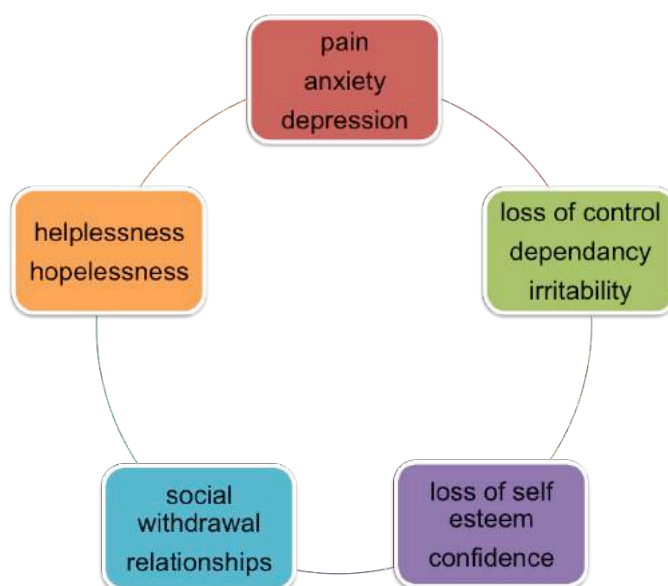 pain
anxiety
depression
loss of control
dependancy
irritability
loss of self
esteem
confidence
social
withdrawal
relationships
helplessness
hopelessness